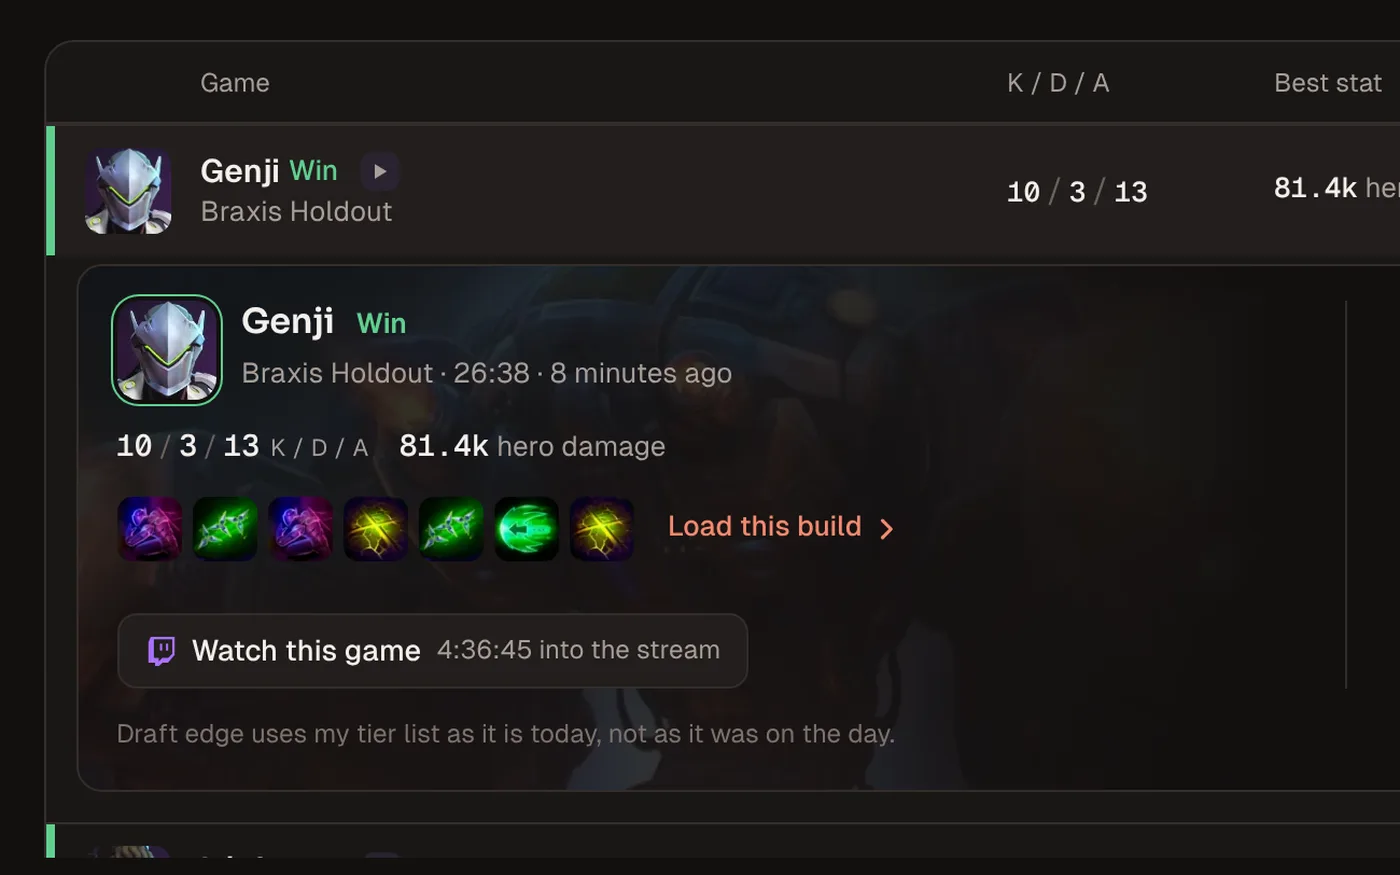 Game K / D / A Best stat
Genji Win
Braxis Holdout
10 / 3 / 13
81.4k
Genji Win
Braxis Holdout · 26:38 · 8 minutes ago
10 / 3 / 13 K / D / A 81.4k hero damage
Load this build
Watch this game 4:36:45 into the stream
Draft edge uses my tier list as it is today, not as it was on the day.